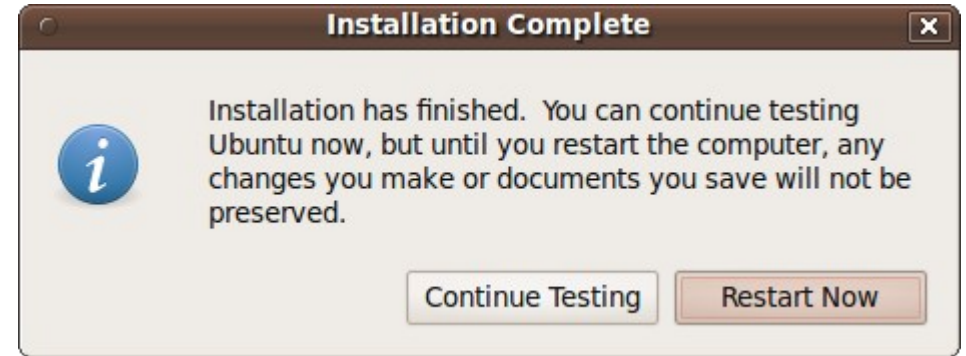 Installation Complete
Installation has finished.  You can continue testing
Ubuntu now, but until you restart the computer, any
changes you make or documents you save will not be
preserved.
Continue Testing
Restart Now